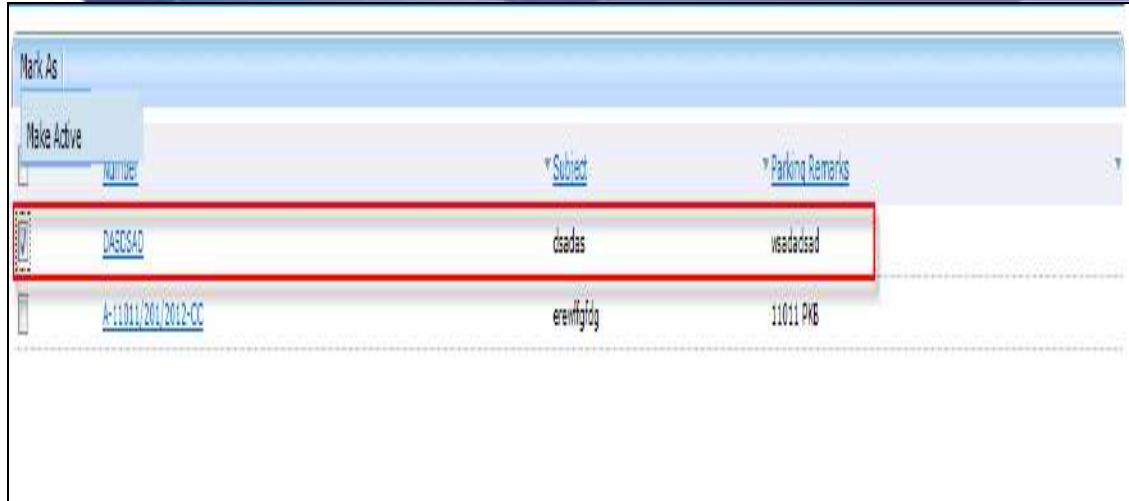 Mark As
Make Active
Number Subject Parking Remarks
DASDSAD dsadas wsadadsad
A-11011/201/2012-CC erewffgfdg 11011 PKB